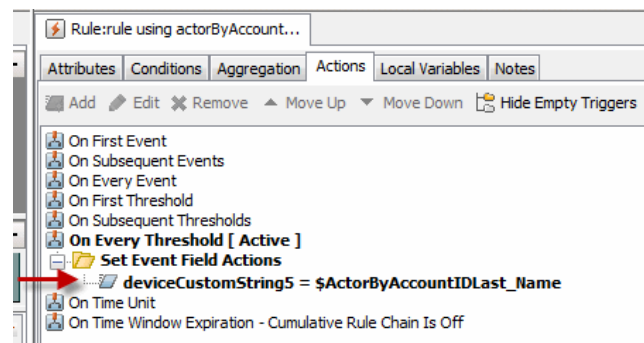 Rule:rule using actorByAccount...
Attributes Conditions Aggregation Actions Local Variables Notes
Add Edit Remove Move Up Move Down Hide Empty Triggers
On First Event
On Subsequent Events
On Every Event
On First Threshold
On Subsequent Thresholds
On Every Threshold [ Active ]
Set Event Field Actions
deviceCustomString5 = $ActorByAccountIDLast_Name
On Time Unit
On Time Window Expiration - Cumulative Rule Chain Is Off